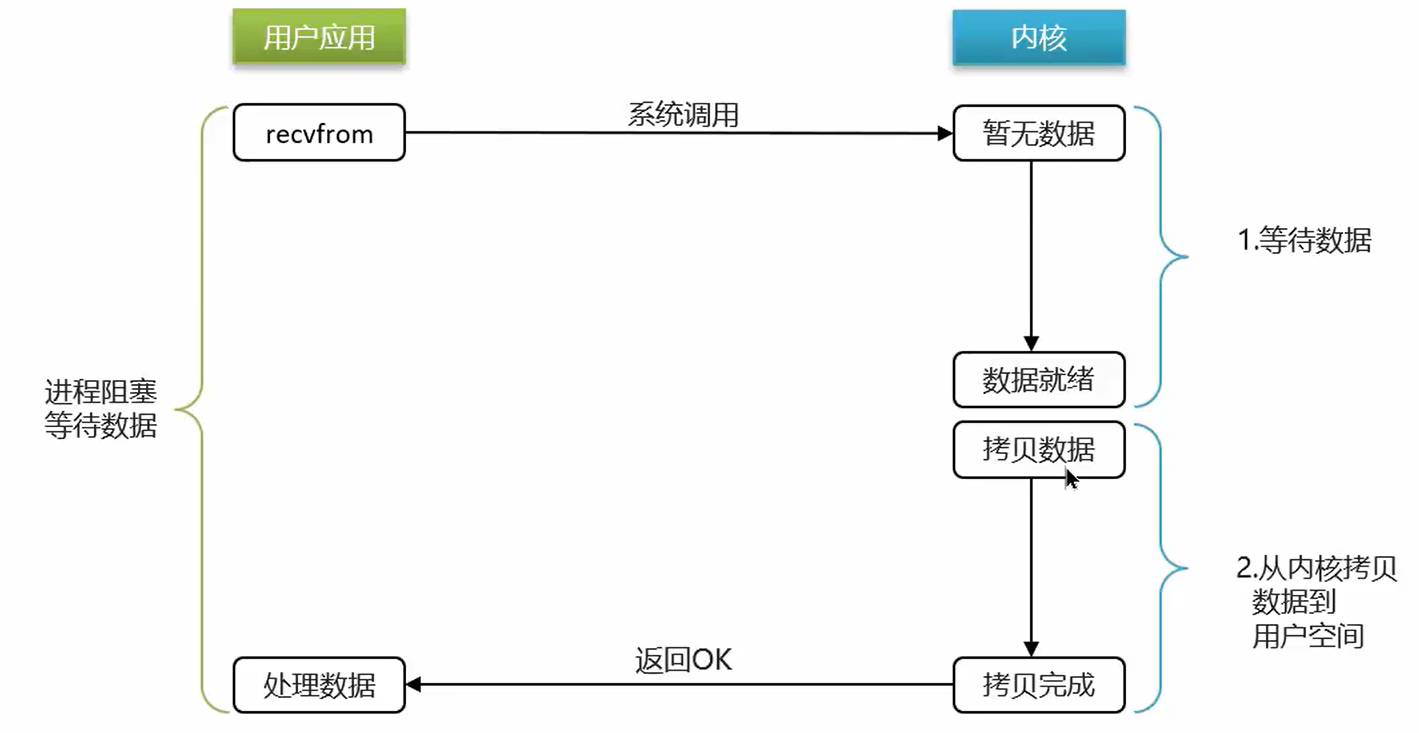 用户应用
内核
recvfrom
系统调用
暂无数据
1.等待数据
数据就绪
进程阻塞
等待数据
拷贝数据
2.从内核拷贝
数据到
用户空间
处理数据
返回OK
拷贝完成